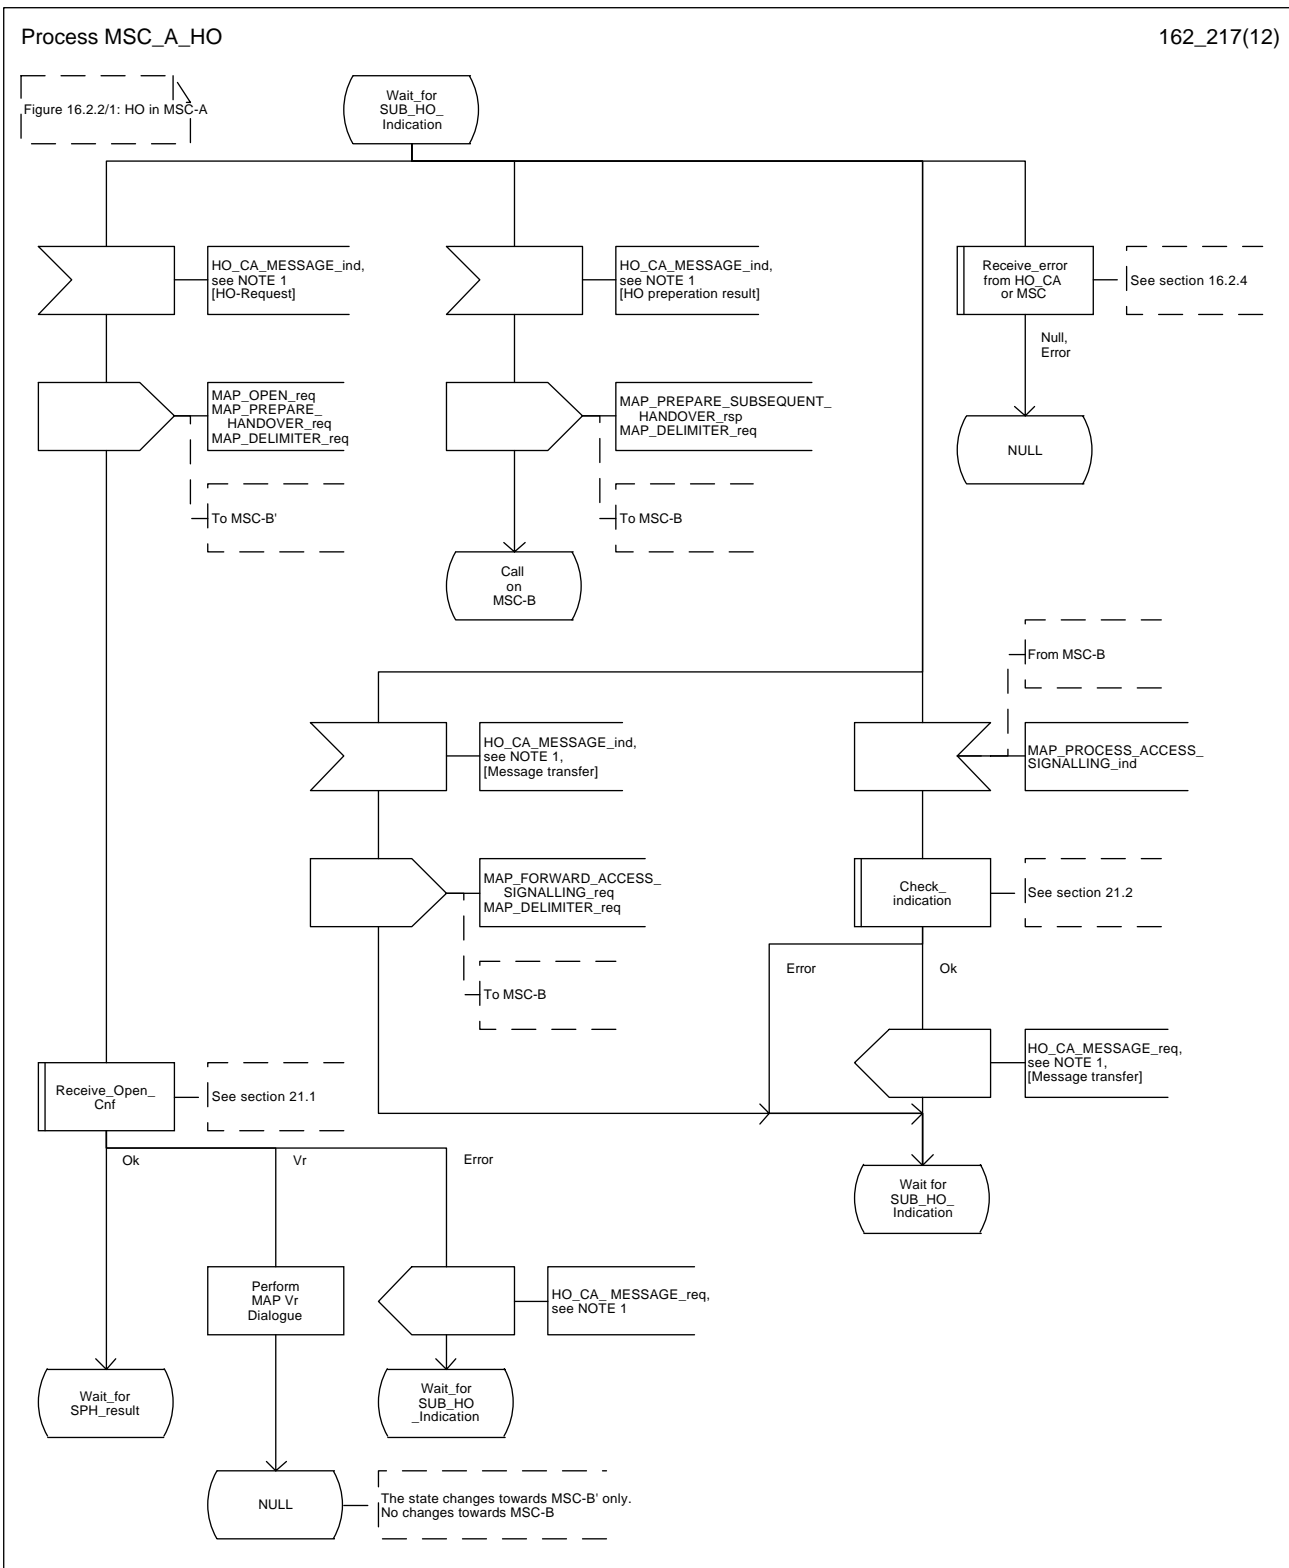 Process MSC_A_HO
162_217(12)
Figure 16.2.2/1: HO in MSC-A
Wait_for
SUB_HO_
Indication
HO_CA_MESSAGE_ind,
see NOTE 1
[HO-Request]
HO_CA_MESSAGE_ind,
see NOTE 1
[HO preperation result]
Receive_error
from HO_CA
or MSC
See section 16.2.4
Null,
Error
MAP_OPEN_req
MAP_PREPARE_
HANDOVER_req
MAP_DELIMITER_req
MAP_PREPARE_SUBSEQUENT_
HANDOVER_rsp
MAP_DELIMITER_req
NULL
To MSC-B'
To MSC-B
Call
on
MSC-B
From MSC-B
HO_CA_MESSAGE_ind,
see NOTE 1,
[Message transfer]
MAP_PROCESS_ACCESS_
SIGNALLING_ind
MAP_FORWARD_ACCESS_
SIGNALLING_req
MAP_DELIMITER_req
Check_
indication
See section 21.2
Error
Ok
To MSC-B
HO_CA_MESSAGE_req,
see NOTE 1,
[Message transfer]
Receive_Open_
Cnf
See section 21.1
Ok
Vr
Error
Wait for
SUB_HO_
Indication
Perform
MAP Vr
Dialogue
HO_CA_ MESSAGE_req,
see NOTE 1
Wait_for
SPH_result
Wait_for
SUB_HO
_Indication
NULL
The state changes towards MSC-B' only.
No changes towards MSC-B